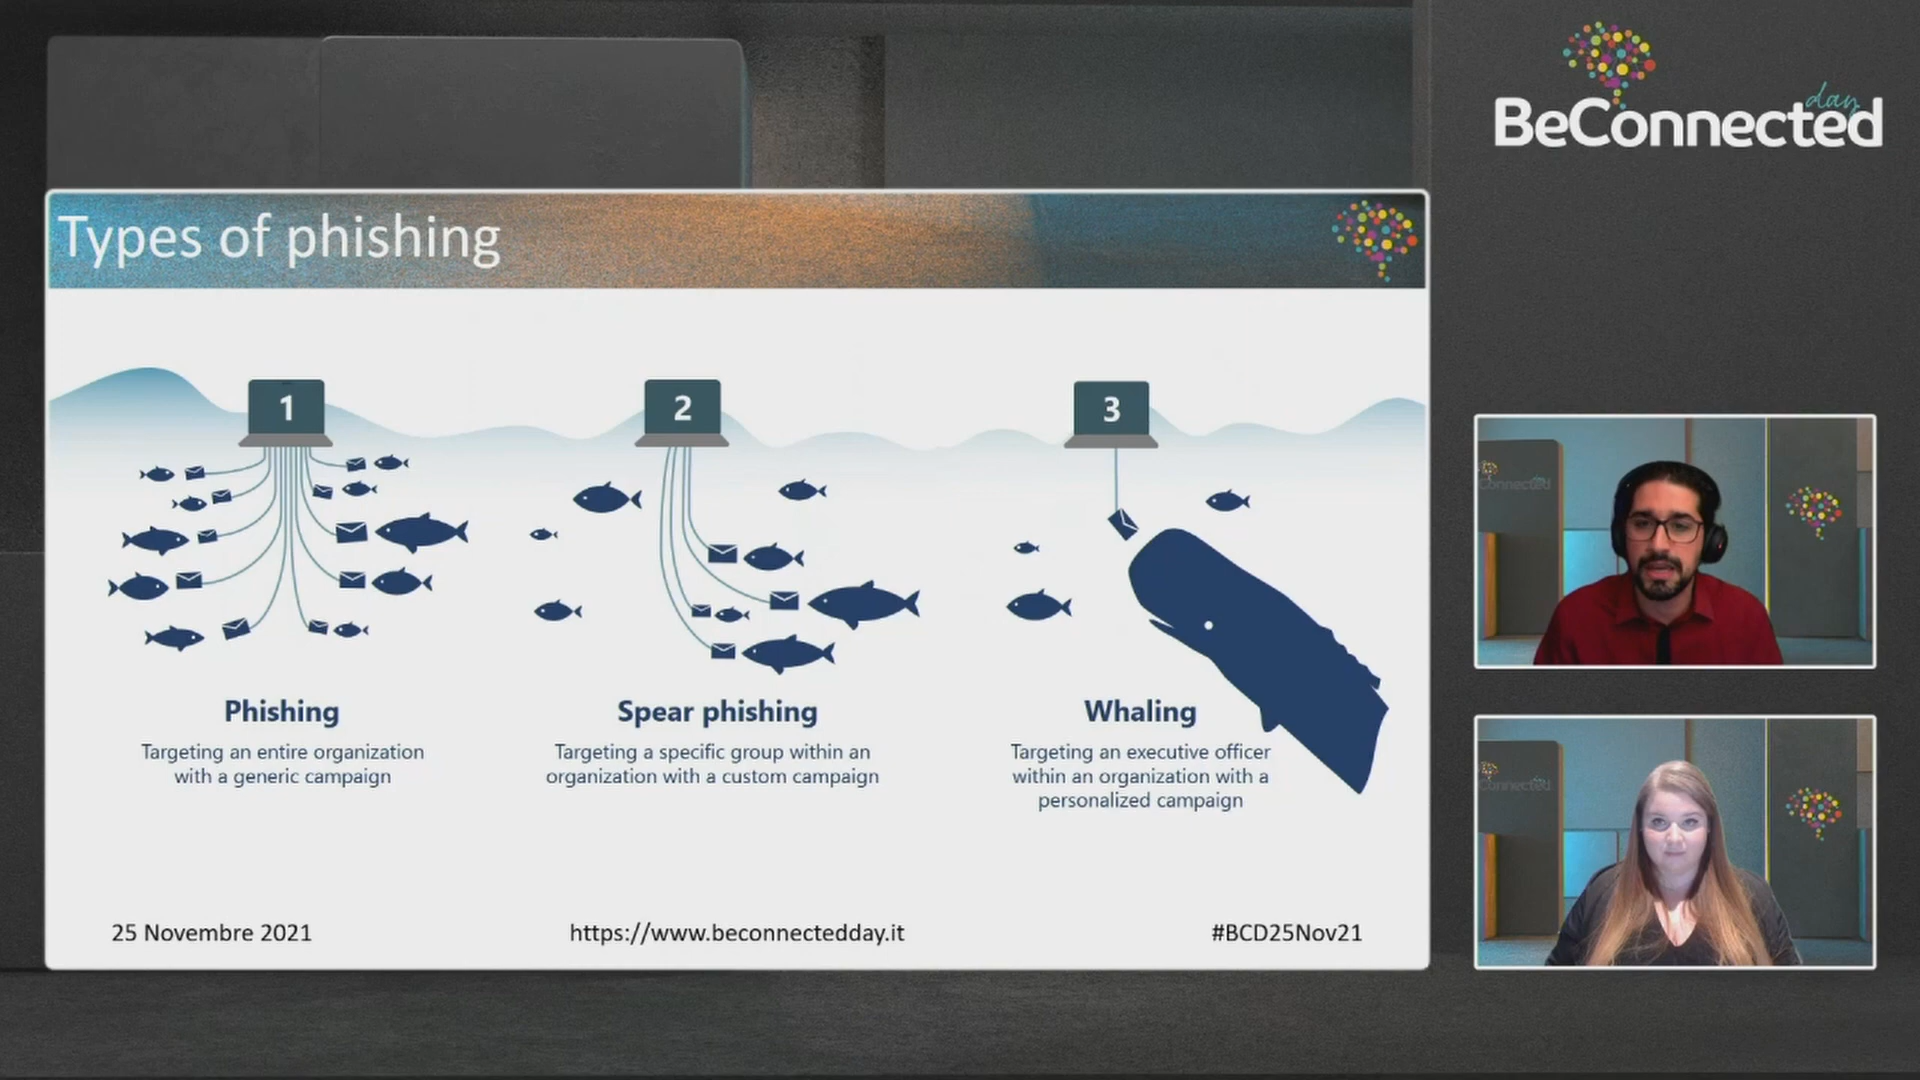 day
BeConnected
Types of phishing
1
2
3
Phishing
Targeting an entire organization
with a generic campaign
Spear phishing
Targeting a specific group within an
organization with a custom campaign
Whaling
Targeting an executive officer
within an organization with a
personalized campaign
25 Novembre 2021
https://www.beconnectedday.it
#BCD25Nov21
Connected
Connected